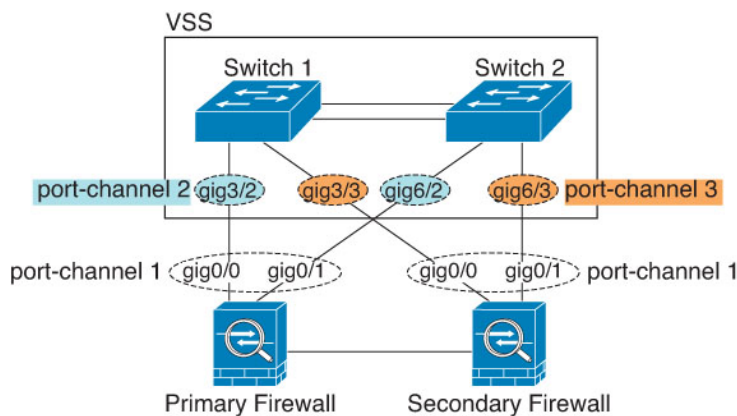 VSS
Switch 1
Switch 2
port-channel 2
gig3/2
gig3/3
gig6/2
gig6/3
port-channel 3
port-channel 1
gig0/0
gig0/1
gig0/0
gig0/1
port-channel 1
Primary Firewall
Secondary Firewall